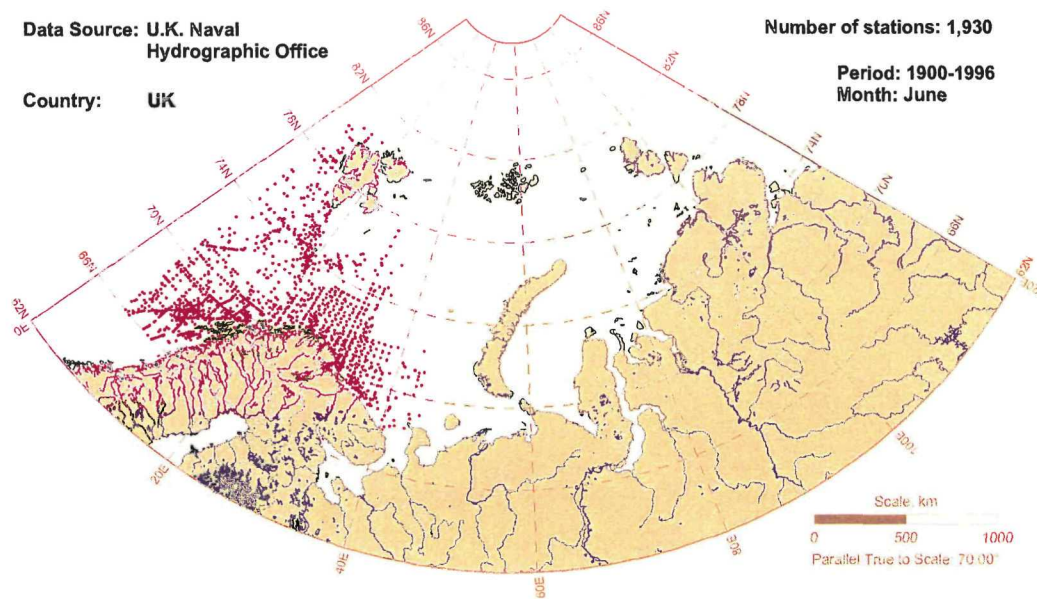 Data Source: U.K. Naval
Hydrographic Office
Country: UK
Number of stations: 1,930
Period: 1900-1996
Month: June
86N
86N
82N
82N
78N
78N
74N
74N
70N
70N
66N
66N
62N
62N
0E
20E
40E
60E
80E
100E
Scale, km
0 500 1000
Parallel True to Scale: 70.00°